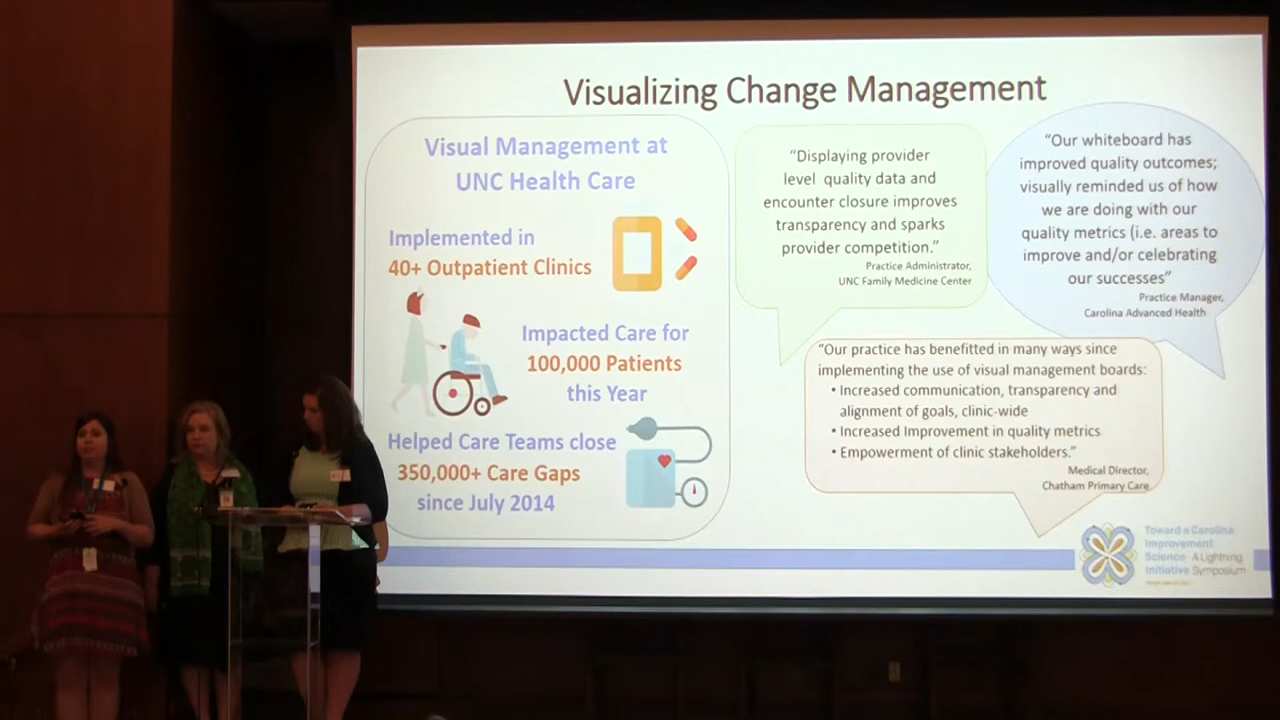 Visualizing Change Management
Visual Management at
UNC Health Care
Implemented in
40+ Outpatient Clinics
Impacted Care for
100,000 Patients
this Year
Helped Care Teams close
350,000+ Care Gaps
since July 2014
“Displaying provider
level quality data and
encounter closure improves
transparency and sparks
provider competition.”
Practice Administrator,
UNC Family Medicine Center
“Our whiteboard has
improved quality outcomes;
visually reminded us of how
we are doing with our
quality metrics (i.e. areas to
improve and/or celebrating
our successes”
Practice Manager,
Carolina Advanced Health
“Our practice has benefitted in many ways since
implementing the use of visual management boards:
• Increased communication, transparency and
alignment of goals, clinic-wide
• Increased Improvement in quality metrics
• Empowerment of clinic stakeholders.”
Medical Director,
Chatham Primary Care
Toward a Carolina
Improvement
Science A Lightning
Initiative Symposium